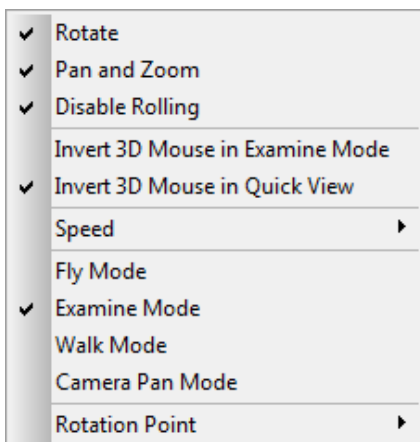 Rotate
Pan and Zoom
Disable Rolling
Invert 3D Mouse in Examine Mode
Invert 3D Mouse in Quick View
Speed
Fly Mode
Examine Mode
Walk Mode
Camera Pan Mode
Rotation Point